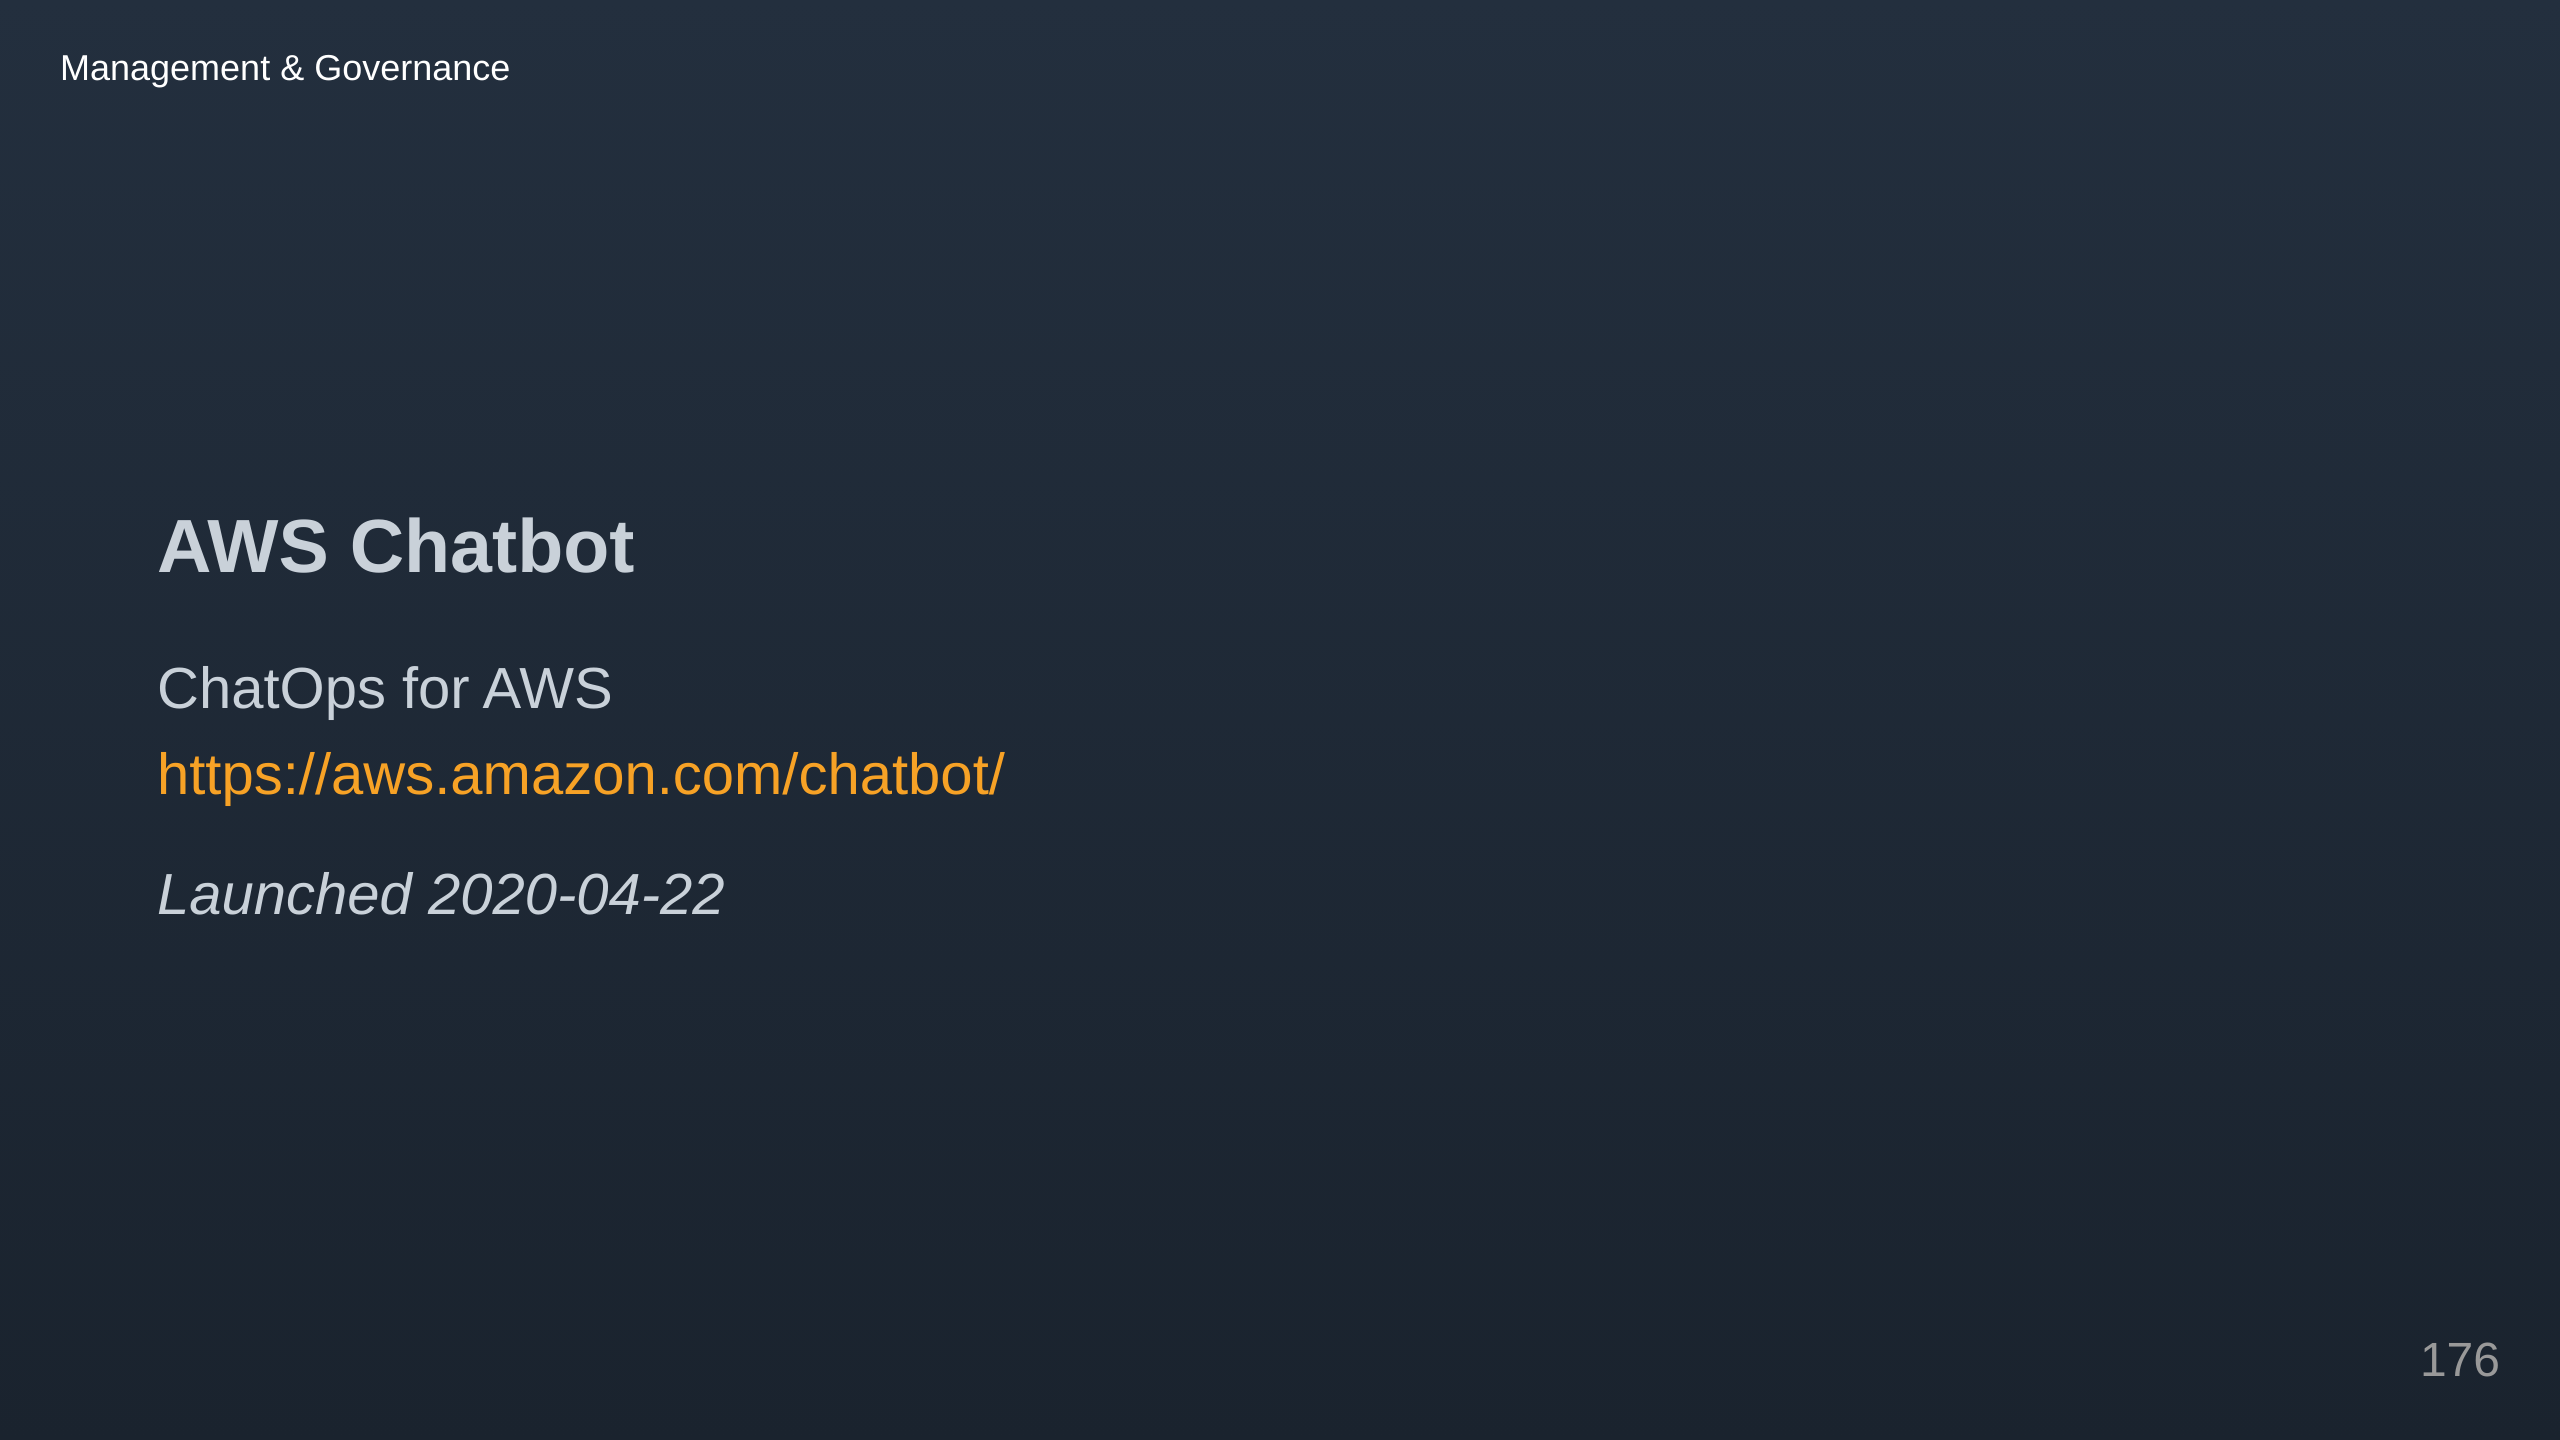 Management & Governance
AWS Chatbot
ChatOps for AWS
https://aws.amazon.com/chatbot/
Launched 2020-04-22
176